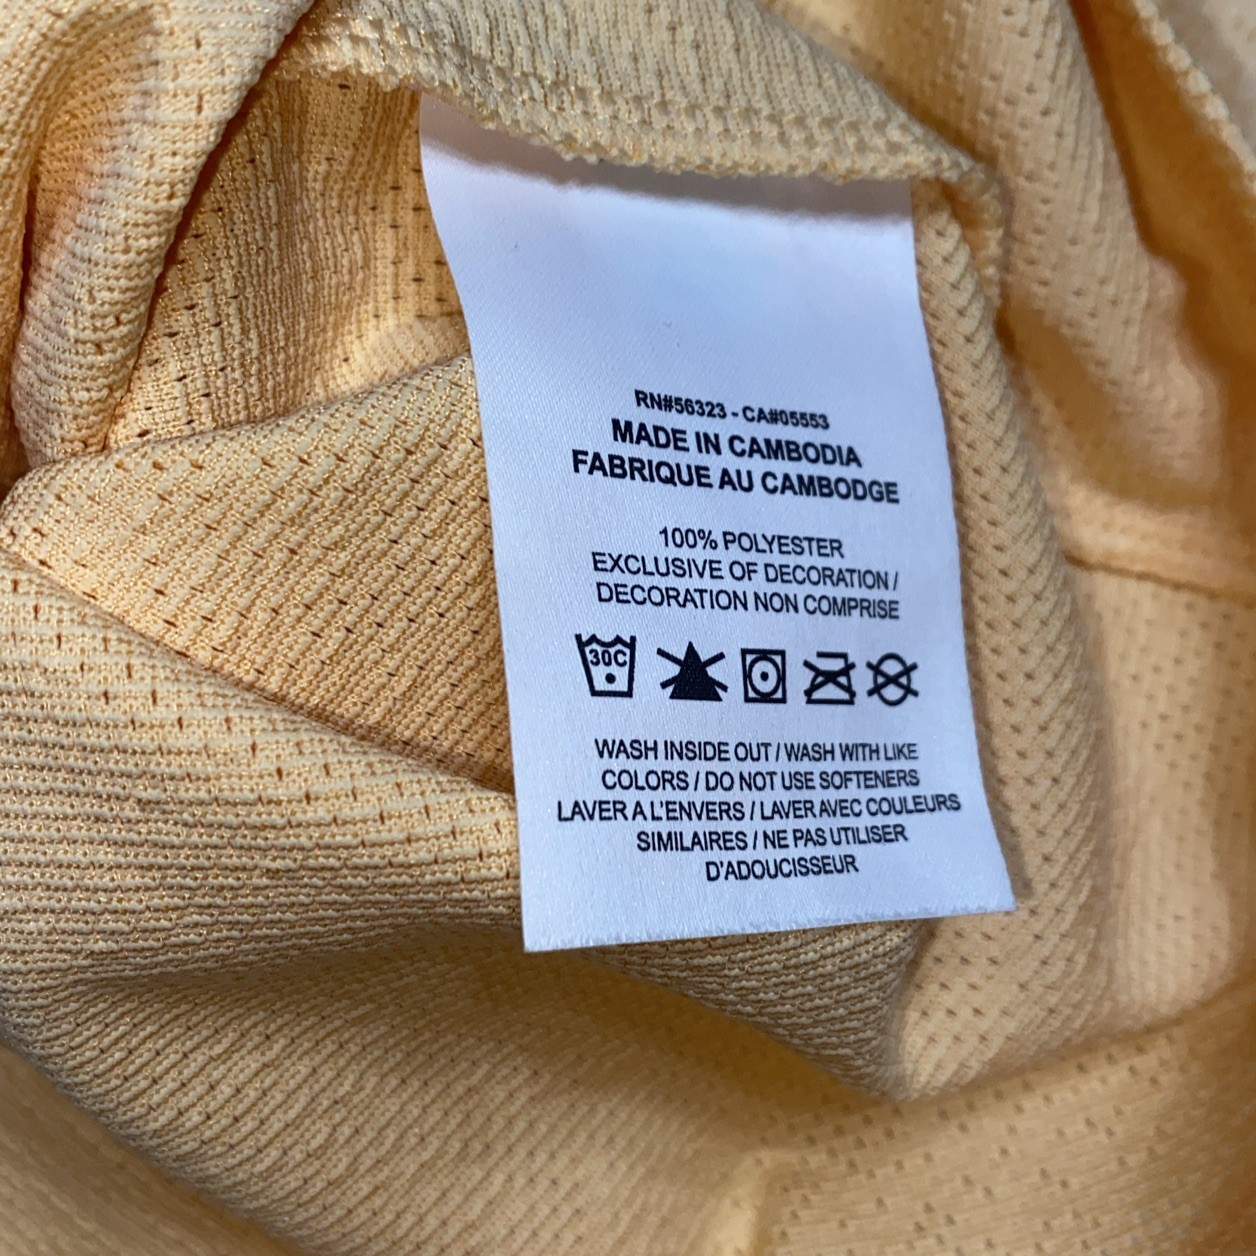 RN#56323 - CA#05553
MADE IN CAMBODIA
FABRIQUE AU CAMBODGE
100% POLYESTER
EXCLUSIVE OF DECORATION /
DECORATION NON COMPRISE
30C
WASH INSIDE OUT / WASH WITH LIKE
COLORS / DO NOT USE SOFTENERS
LAVER A L'ENVERS / LAVER AVEC COULEURS
SIMILAIRES / NE PAS UTILISER
D'ADOUCISSEUR